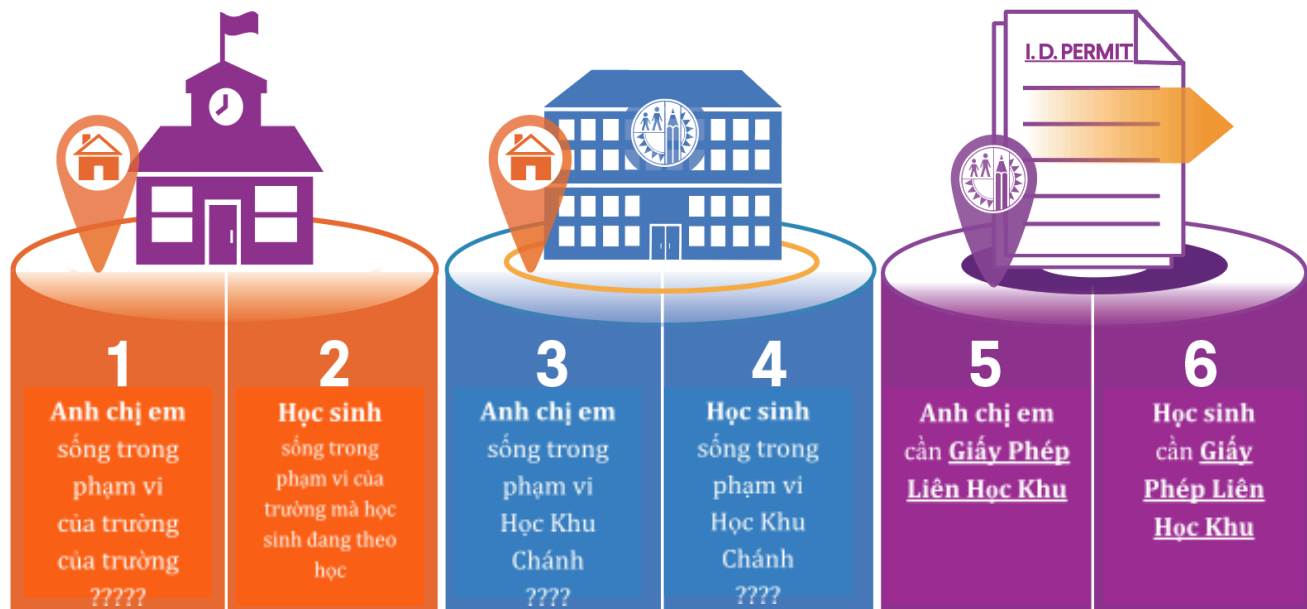 I. D. PERMIT
1
Anh chị em
sống trong
phạm vi
của trường
của trường
?????
2
Học sinh
sống trong
phạm vi của
trường mà học
sinh đang theo
học
3
Anh chị em
sống trong
phạm vi
Học Khu
Chánh
????
4
Học sinh
sống trong
phạm vi
Học Khu
Chánh
????
5
Anh chị em
cần Giấy Phép
Liên Học Khu
6
Học sinh
cần Giấy
Phép Liên
Học Khu